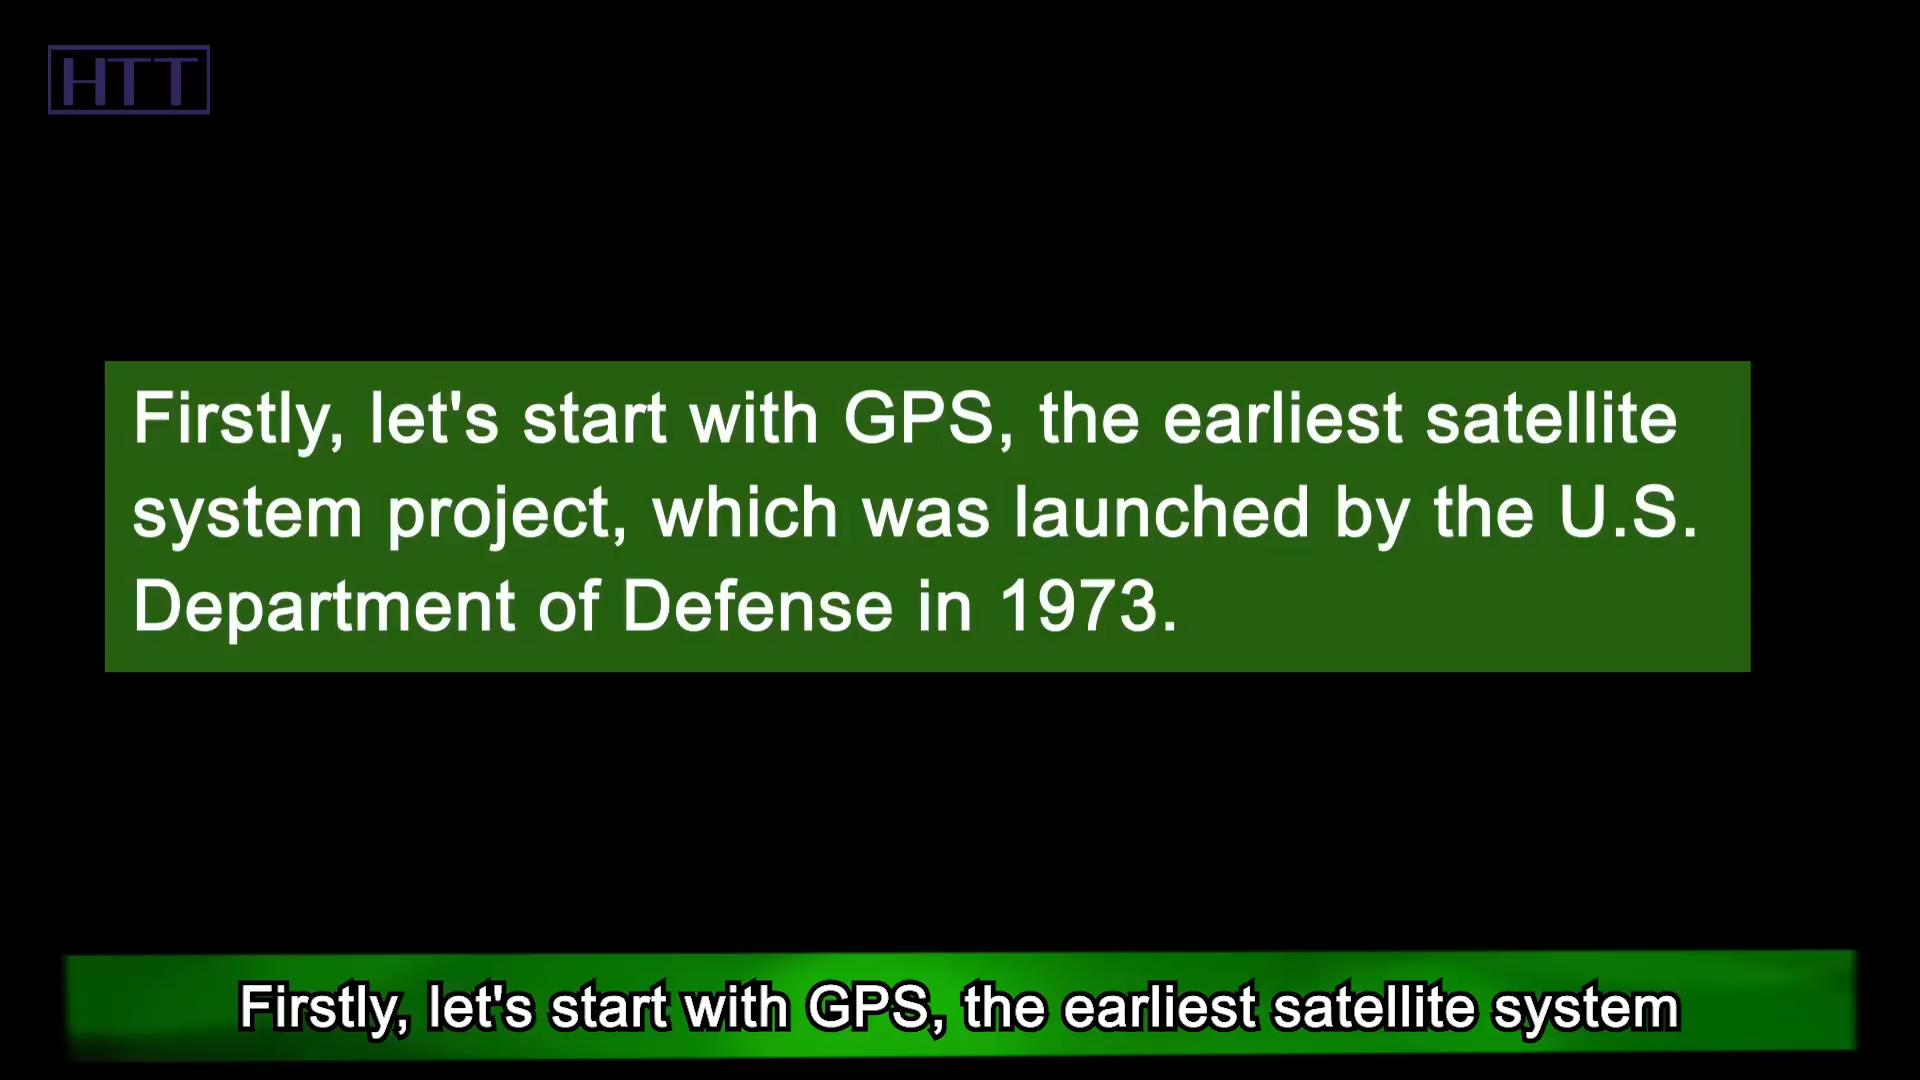 HTT
Firstly, let's start with GPS, the earliest satellite
system project, which was launched by the U.S.
Department of Defense in 1973.
Firstly, let's start with GPS, the earliest satellite system